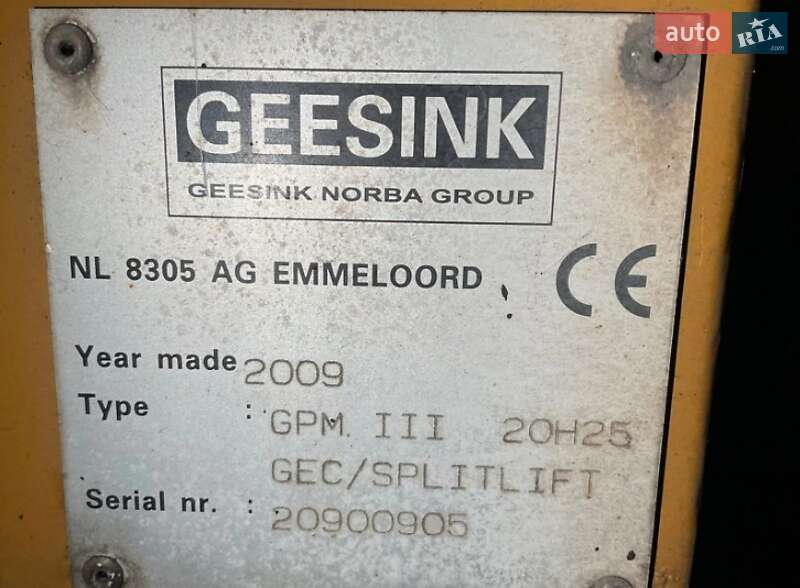 auto RIA.com
GEESINK
GEESINK NORBA GROUP
NL 8305 AG EMMELOORD CE
Year made 2009
Type : GPM. III 20H25
GEC/SPLITLIFT
Serial nr. : 20900905